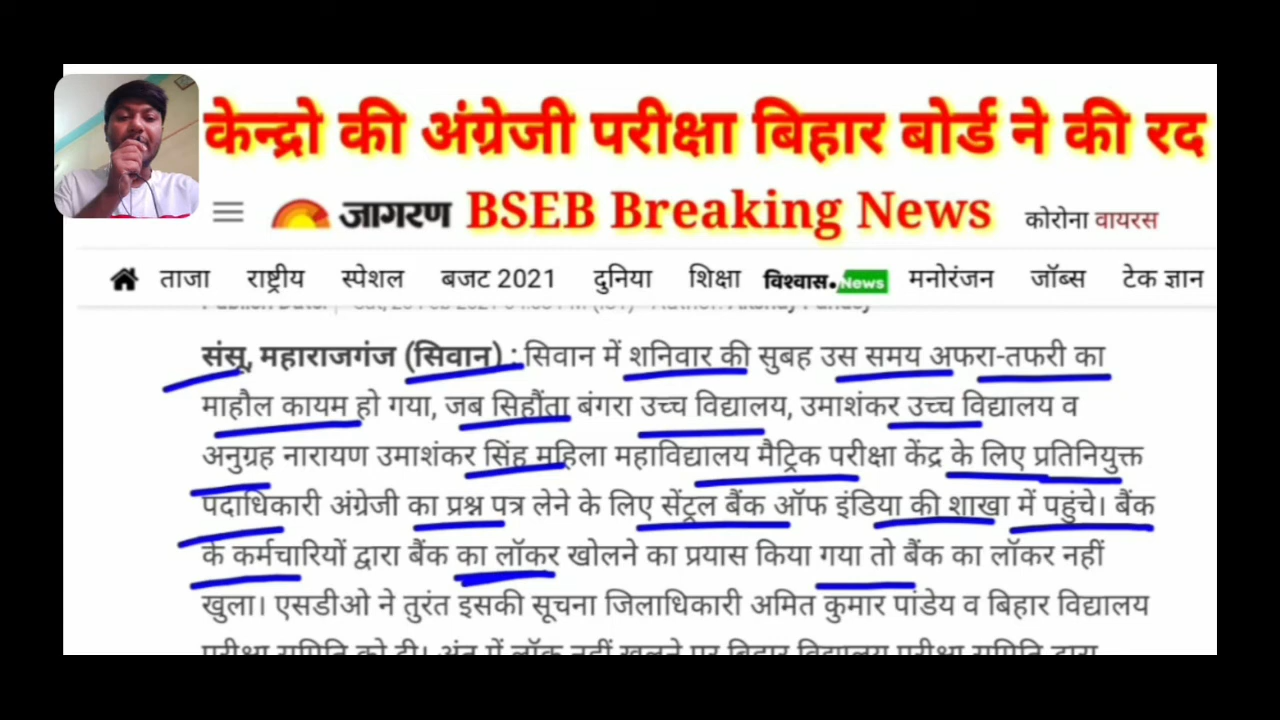 केन्द्रो की अंग्रेजी परीक्षा बिहार बोर्ड ने की रद
जागरण BSEB Breaking News कोरोना वायरस
ताजा राष्ट्रीय स्पेशल बजट 2021 दुनिया शिक्षा विश्वास. News मनोरंजन जॉब्स टेक ज्ञान
संसू, महाराजगंज (सिवान) : सिवान में शनिवार की सुबह उस समय अफरा-तफरी का
माहौल कायम हो गया, जब सिहौंता बंगरा उच्च विद्यालय, उमाशंकर उच्च विद्यालय व
अनुग्रह नारायण उमाशंकर सिंह महिला महाविद्यालय मैट्रिक परीक्षा केंद्र के लिए प्रतिनियुक्त
पदाधिकारी अंग्रेजी का प्रश्न पत्र लेने के लिए सेंट्रल बैंक ऑफ इंडिया की शाखा में पहुंचे। बैंक
के कर्मचारियों द्वारा बैंक का लॉकर खोलने का प्रयास किया गया तो बैंक का लॉकर नहीं
खुला। एसडीओ ने तुरंत इसकी सूचना जिलाधिकारी अमित कुमार पांडेय व बिहार विद्यालय